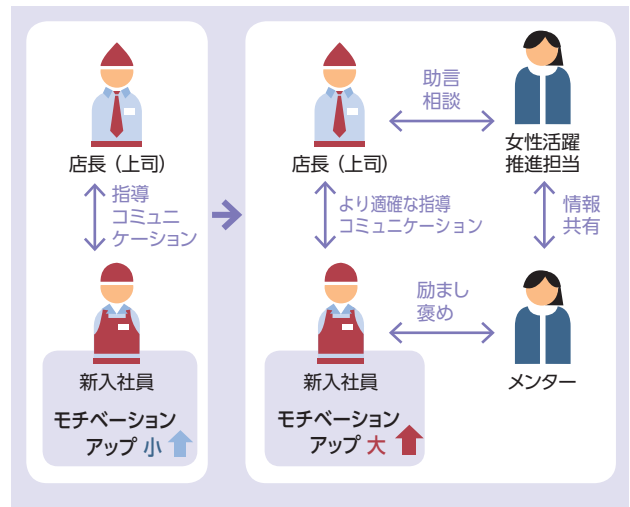 店長（上司）
指導
コミュニ
ケーション
新入社員
モチベーション
アップ 小
店長（上司）
助言
相談
女性活躍
推進担当
より適確な指導
コミュニケーション
情報
共有
励まし
褒め
新入社員
メンター
モチベーション
アップ 大